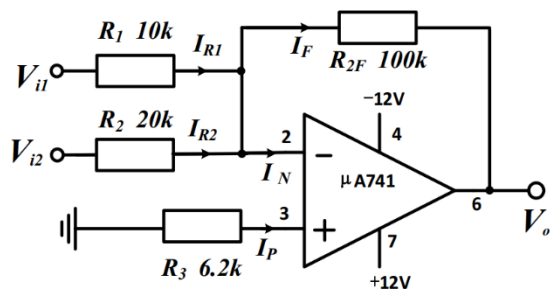 R1 10k
IR1
IF
R2F 100k
Vi1
−12V
R2 20k
IR2
2
4
Vi2
−
IN
μA741
3
6
+
Vo
IP
7
R3 6.2k
+12V